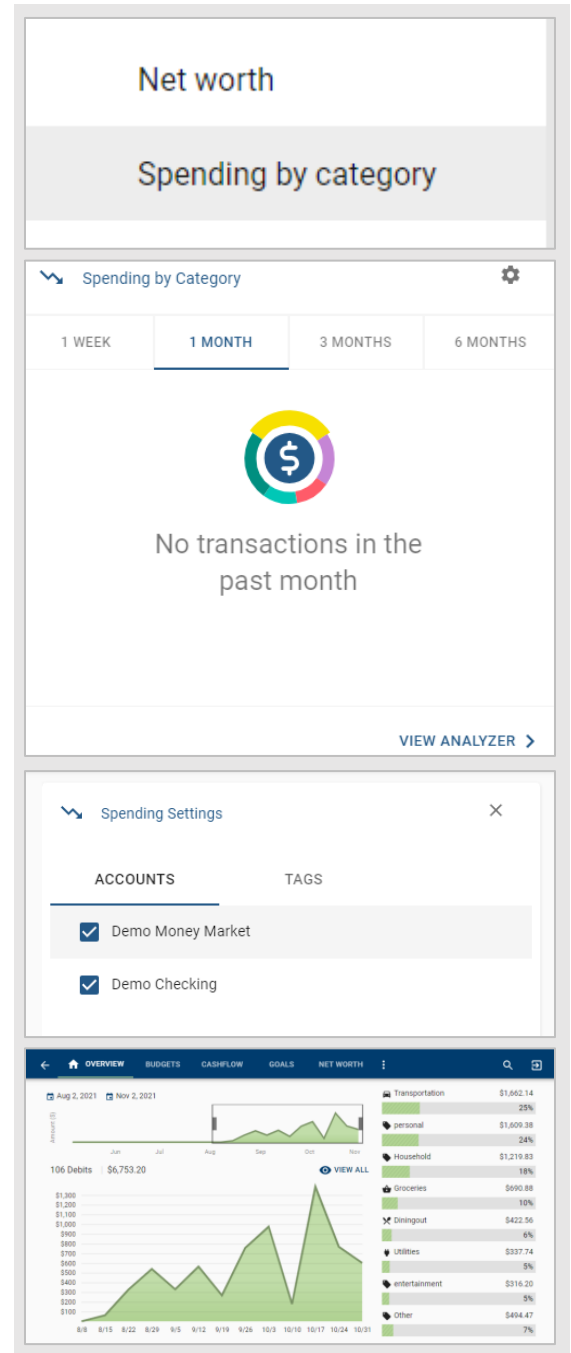 Net worth
Spending by category
Spending by Category
1 WEEK 1 MONTH 3 MONTHS 6 MONTHS
$
No transactions in the
past month
VIEW ANALYZER
Spending Settings
ACCOUNTS TAGS
Demo Money Market
Demo Checking
OVERVIEW BUDGETS CASHFLOW GOALS NET WORTH
Aug 2, 2021 Nov 2, 2021
Amount ($)
Jun Jul Aug Sep Oct Nov
106 Debits $6,753.20 VIEW ALL
$1,300
$1,200
$1,100
$1,000
$900
$800
$700
$600
$500
$400
$300
$200
$100
8/8 8/15 8/22 8/29 9/5 9/12 9/19 9/26 10/3 10/10 10/17 10/24 10/31
Transportation $1,662.14
25%
personal $1,609.38
24%
Household $1,219.83
18%
Groceries $690.88
10%
Diningout $422.56
6%
Utilities $337.74
5%
entertainment $316.20
5%
Other $494.47
7%